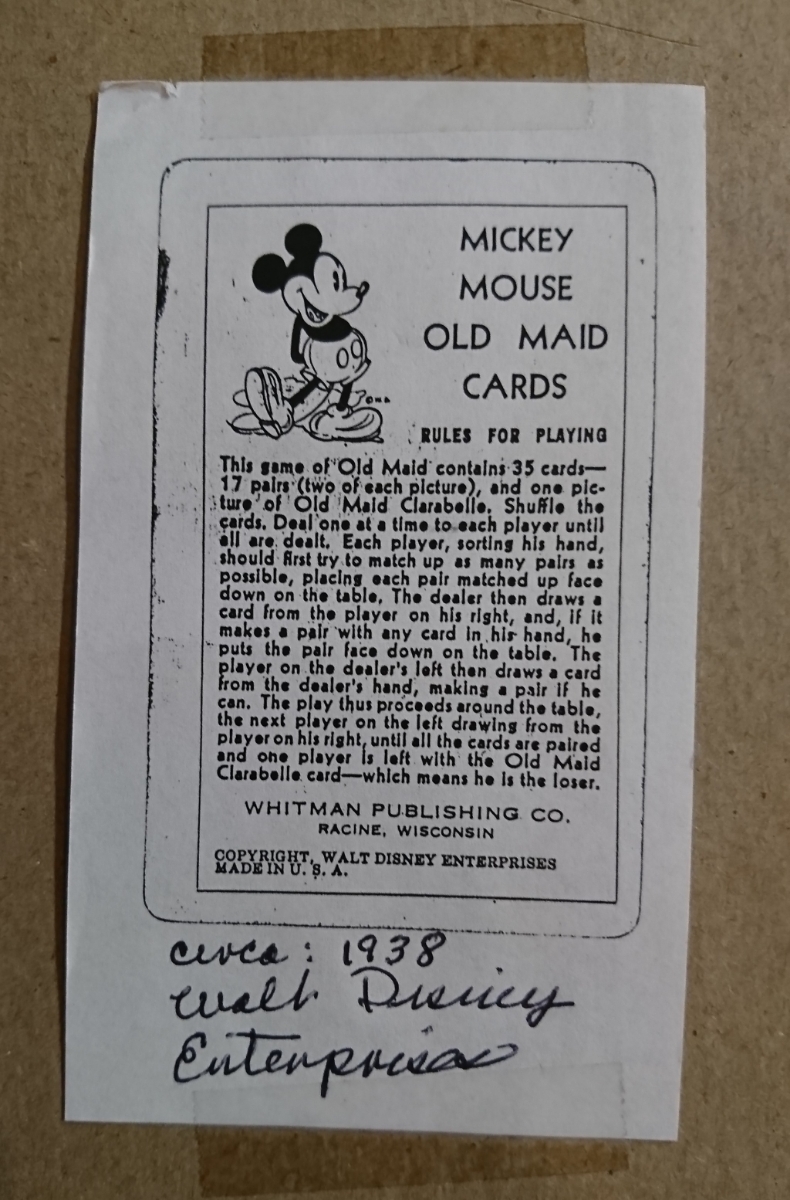 MICKEY
MOUSE
OLD MAID
CARDS
RULES FOR PLAYING
This game of Old Maid contains 35 cards—
17 pairs (two of each picture), and one pic-
ture of Old Maid Clarabelle. Shuffle the
cards. Deal one at a time to each player until
all are dealt. Each player, sorting his hand,
should first try to match up as many pairs as
possible, placing each pair matched up face
down on the table. The dealer then draws a
card from the player on his right, and, if it
makes a pair with any card in his hand, he
puts the pair face down on the table. The
player on the dealer's left then draws a card
from the dealer's hand, making a pair if he
can. The play thus proceeds around the table,
the next player on the left drawing from the
player on his right, until all the cards are paired
and one player is left with the Old Maid
Clarabelle card—which means he is the loser.
WHITMAN PUBLISHING CO.
RACINE, WISCONSIN
COPYRIGHT, WALT DISNEY ENTERPRISES
MADE IN U. S. A.
circa : 1938
Walt Disney
Enterprises